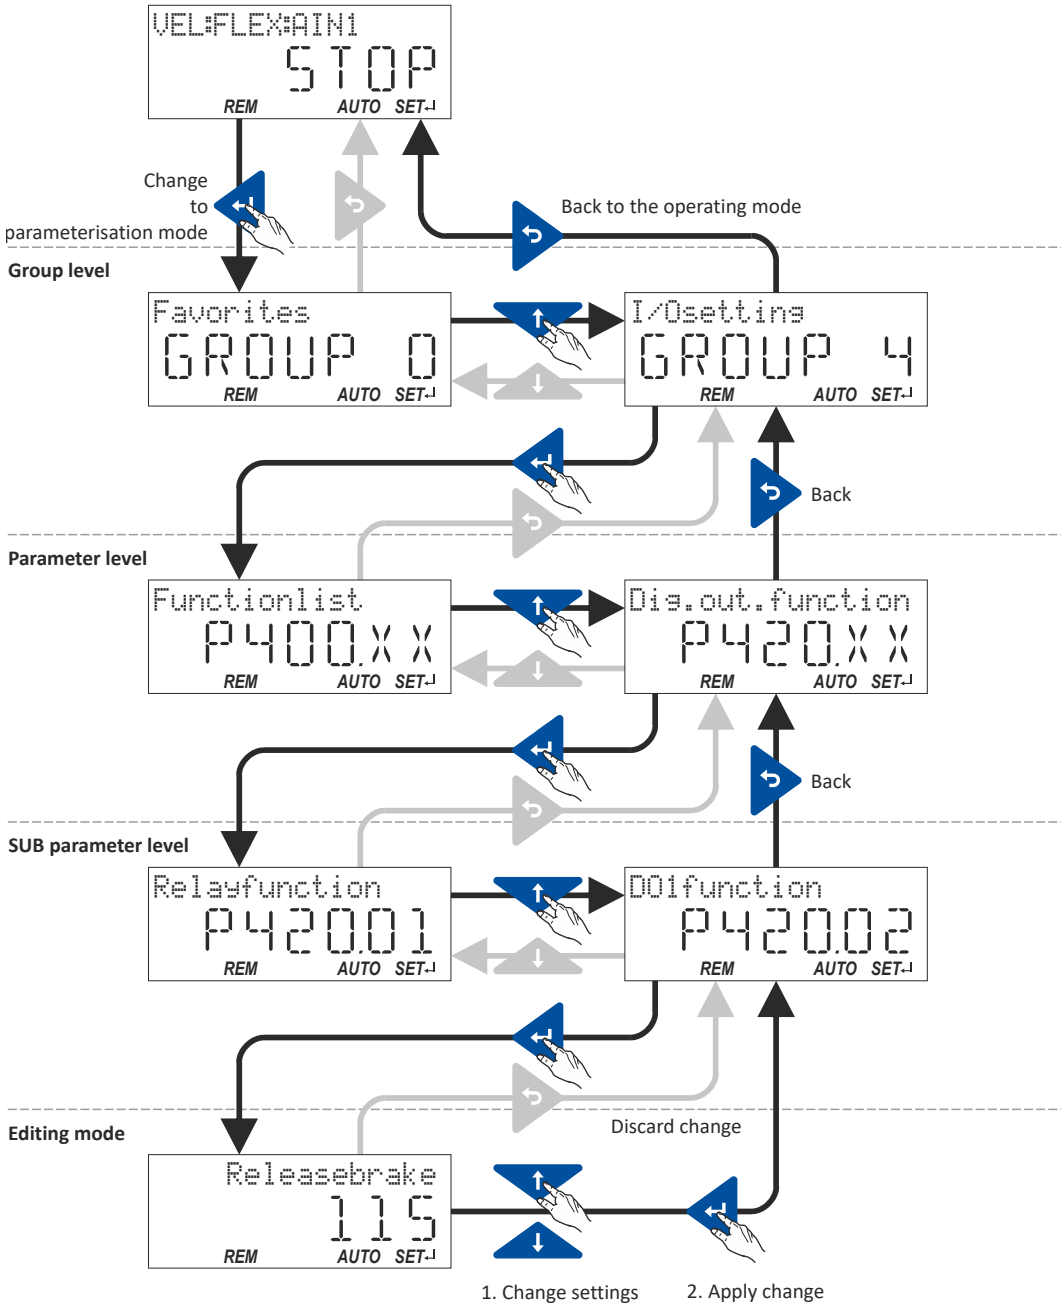 VEL:FLEX:AIN1
STOP
REM AUTO SET↵
Change
to
parameterisation mode
Back to the operating mode
Group level
Favorites
GROUP 0
REM AUTO SET↵
I/Osetting
GROUP 4
REM AUTO SET↵
Back
Parameter level
Functionlist
P400.XX
REM AUTO SET↵
Dig.out.function
P420.XX
REM AUTO SET↵
Back
SUB parameter level
Relayfunction
P420.01
REM AUTO SET↵
DO1function
P420.02
REM AUTO SET↵
Discard change
Editing mode
Releasebrake
115
REM AUTO SET↵
1. Change settings
2. Apply change